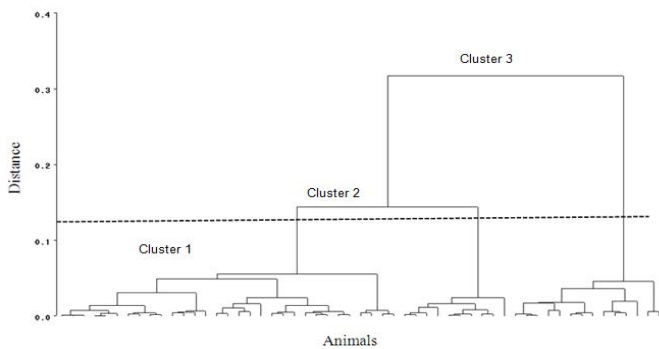 0.4
Cluster 3
0.3
Distance
0.2
Cluster 2
0.1
Cluster 1
0.0
Animals